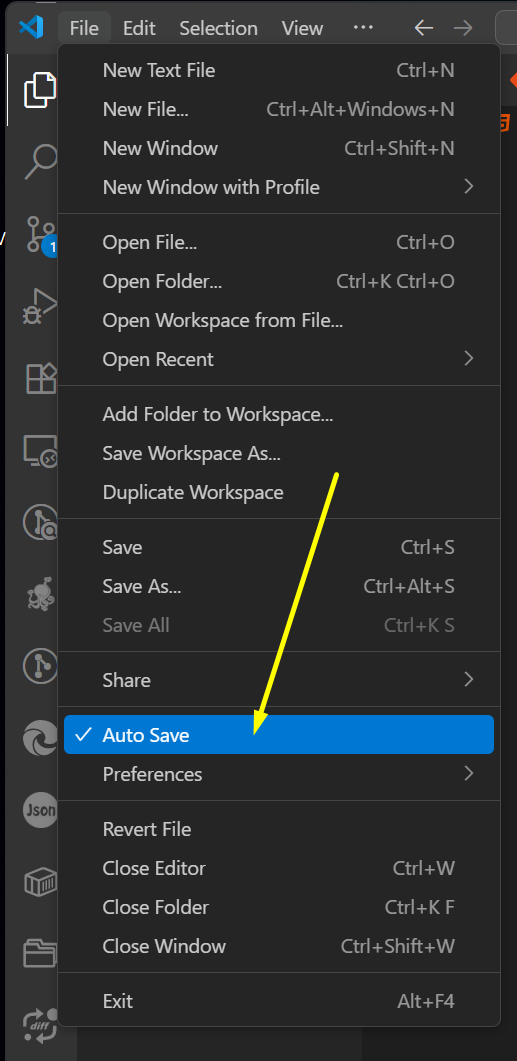 File Edit Selection View ...
New Text File Ctrl+N
New File... Ctrl+Alt+Windows+N
New Window Ctrl+Shift+N
New Window with Profile
Open File... Ctrl+O
1
Open Folder... Ctrl+K Ctrl+O
Open Workspace from File...
Open Recent
Add Folder to Workspace...
Save Workspace As...
Duplicate Workspace
Save Ctrl+S
Save As... Ctrl+Alt+S
Save All Ctrl+K S
Share
Auto Save
Preferences
Json
Revert File
Close Editor Ctrl+W
Close Folder Ctrl+K F
Close Window Ctrl+Shift+W
Exit Alt+F4
diff